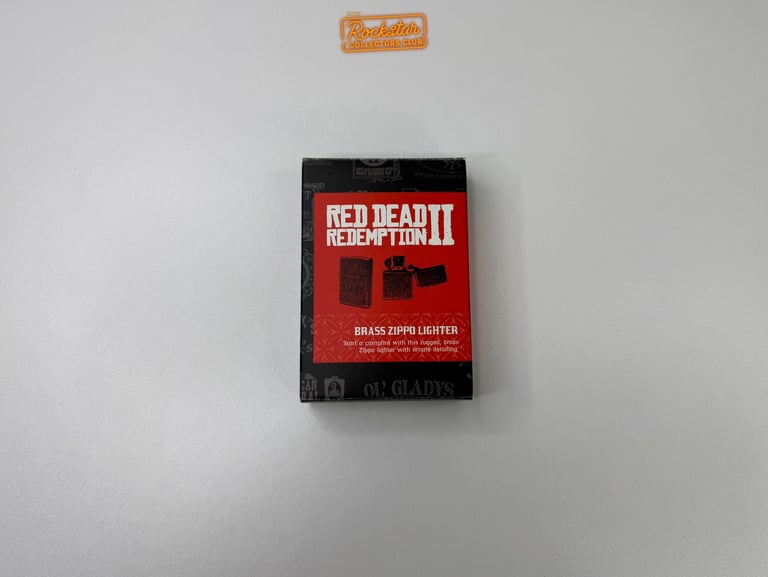 Rockstar
COLLECTORS CLUB
RED DEAD
REDEMPTION II
BRASS ZIPPO LIGHTER
Start a campfire with this rugged, brass
Zippo lighter with ornate detailing.
OL' GLADYS